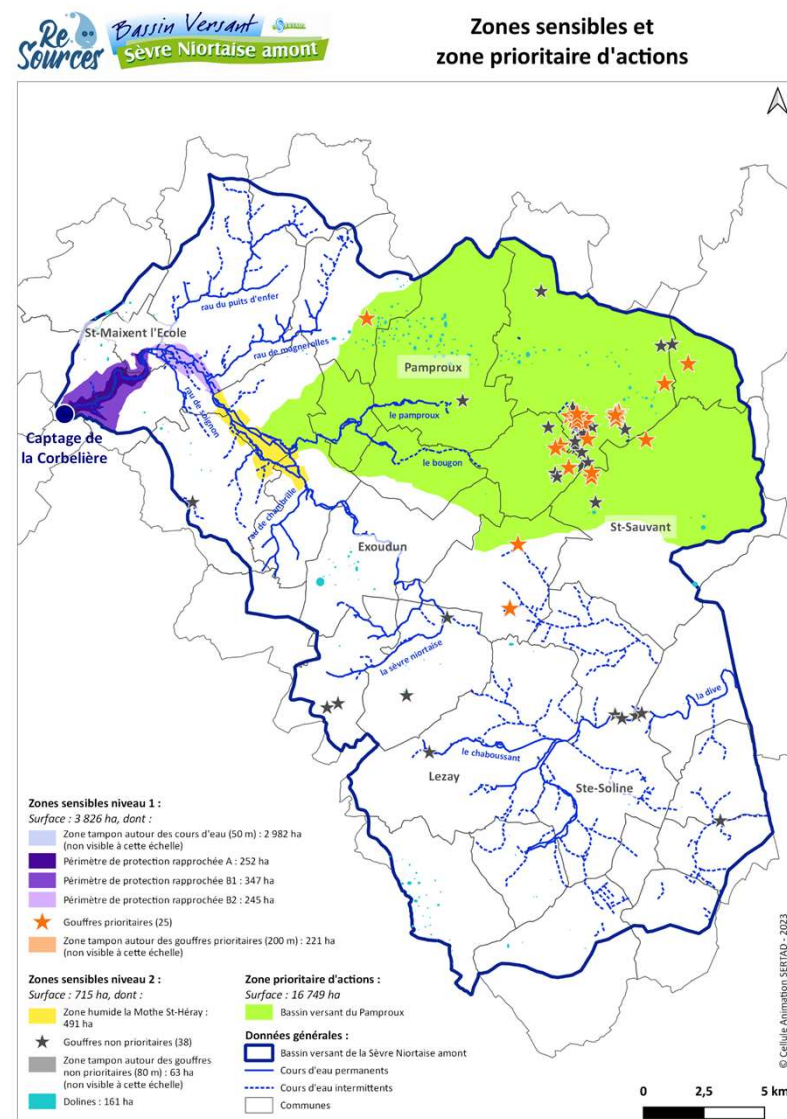 Re
Sources
Bassin Versant
SERTAD
Sèvre Niortaise amont
Zones sensibles et
zone prioritaire d'actions
rau du puits d'enfer
St-Maixent l'Ecole
rau de magnerolles
Pamproux
rau de saignon
le pamproux
Captage de
la Corbelière
le bougon
rau de chambrille
St-Sauvant
Exoudun
la sèvre niortaise
la dive
le chaboussant
Lezay
Ste-Soline
Zones sensibles niveau 1 :
Surface : 3 826 ha, dont :
Zone tampon autour des cours d'eau (50 m) : 2 982 ha
(non visible à cette échelle)
Périmètre de protection rapprochée A : 252 ha
Périmètre de protection rapprochée B1 : 347 ha
Périmètre de protection rapprochée B2 : 245 ha
Gouffres prioritaires (25)
Zone tampon autour des gouffres prioritaires (200 m) : 221 ha
(non visible à cette échelle)
Zones sensibles niveau 2 :
Surface : 715 ha, dont :
Zone humide la Mothe St-Héray :
491 ha
Gouffres non prioritaires (38)
Zone tampon autour des gouffres
non prioritaires (80 m) : 63 ha
(non visible à cette échelle)
Dolines : 161 ha
Zone prioritaire d'actions :
Surface : 16 749 ha
Bassin versant du Pamproux
Données générales :
Bassin versant de la Sèvre Niortaise amont
Cours d'eau permanents
Cours d'eau intermittents
Communes
0 2,5 5 km
© Cellule Animation SERTAD - 2023